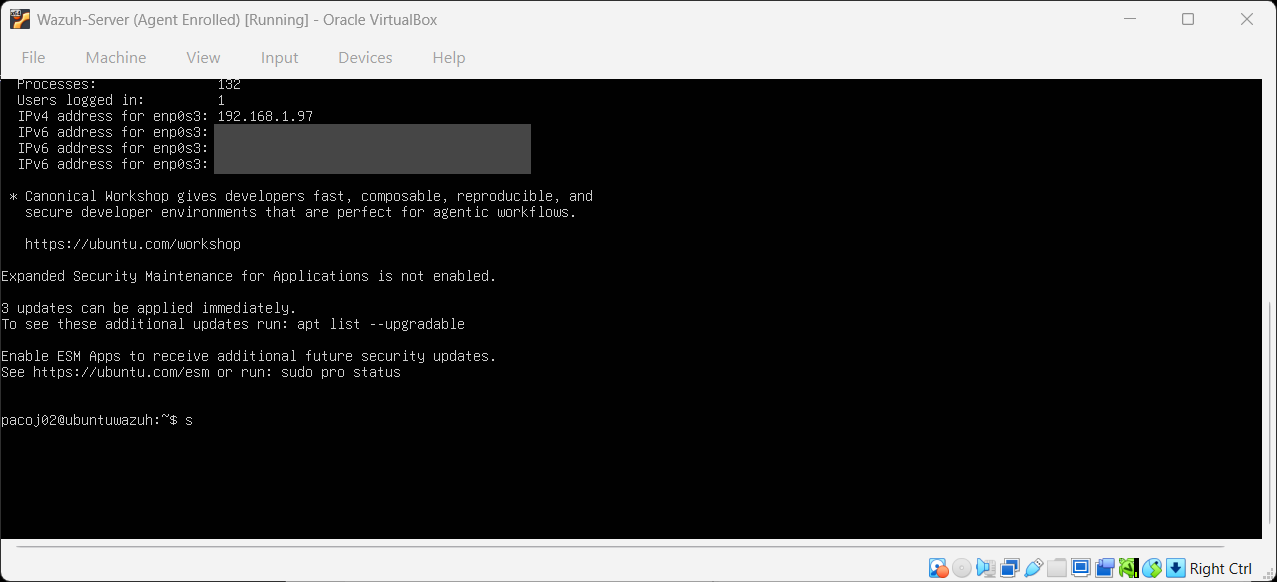 Wazuh-Server (Agent Enrolled) [Running] - Oracle VirtualBox
File Machine View Input Devices Help
Processes: 132
Users logged in: 1
IPv4 address for enp0s3: 192.168.1.97
IPv6 address for enp0s3:
IPv6 address for enp0s3:
IPv6 address for enp0s3:
* Canonical Workshop gives developers fast, composable, reproducible, and
secure developer environments that are perfect for agentic workflows.
https://ubuntu.com/workshop
Expanded Security Maintenance for Applications is not enabled.
3 updates can be applied immediately.
To see these additional updates run: apt list --upgradable
Enable ESM Apps to receive additional future security updates.
See https://ubuntu.com/esm or run: sudo pro status
pacoj02@ubuntuwazuh:~$ s
Right Ctrl